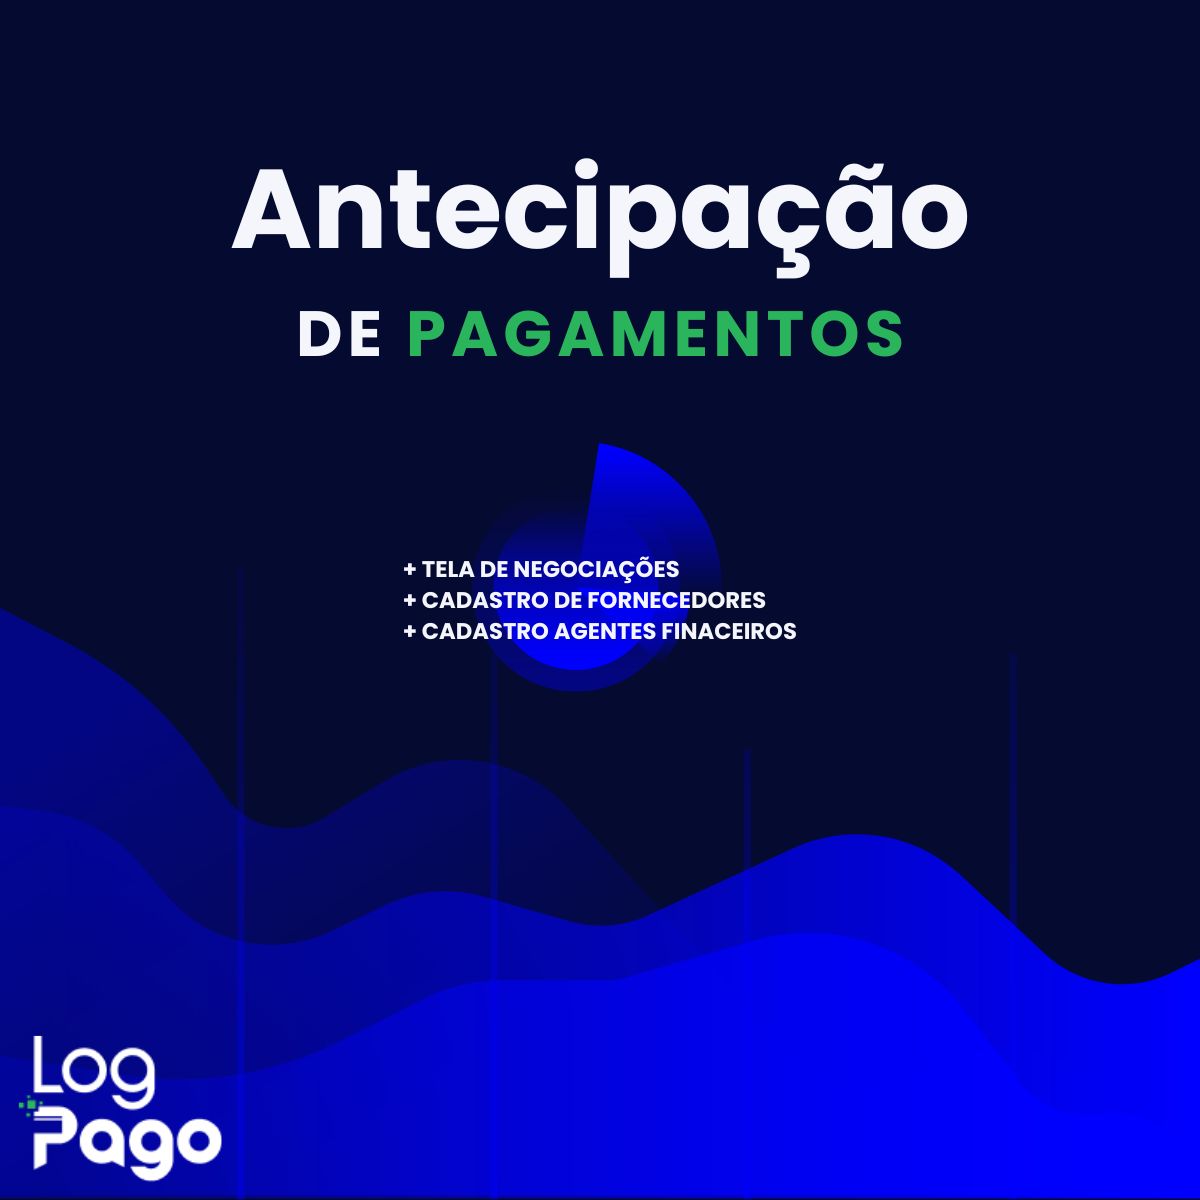 Antecipação
DE PAGAMENTOS
+ TELA DE NEGOCIAÇÕES
+ CADASTRO DE FORNECEDORES
+ CADASTRO AGENTES FINACEIROS
Log
Pago